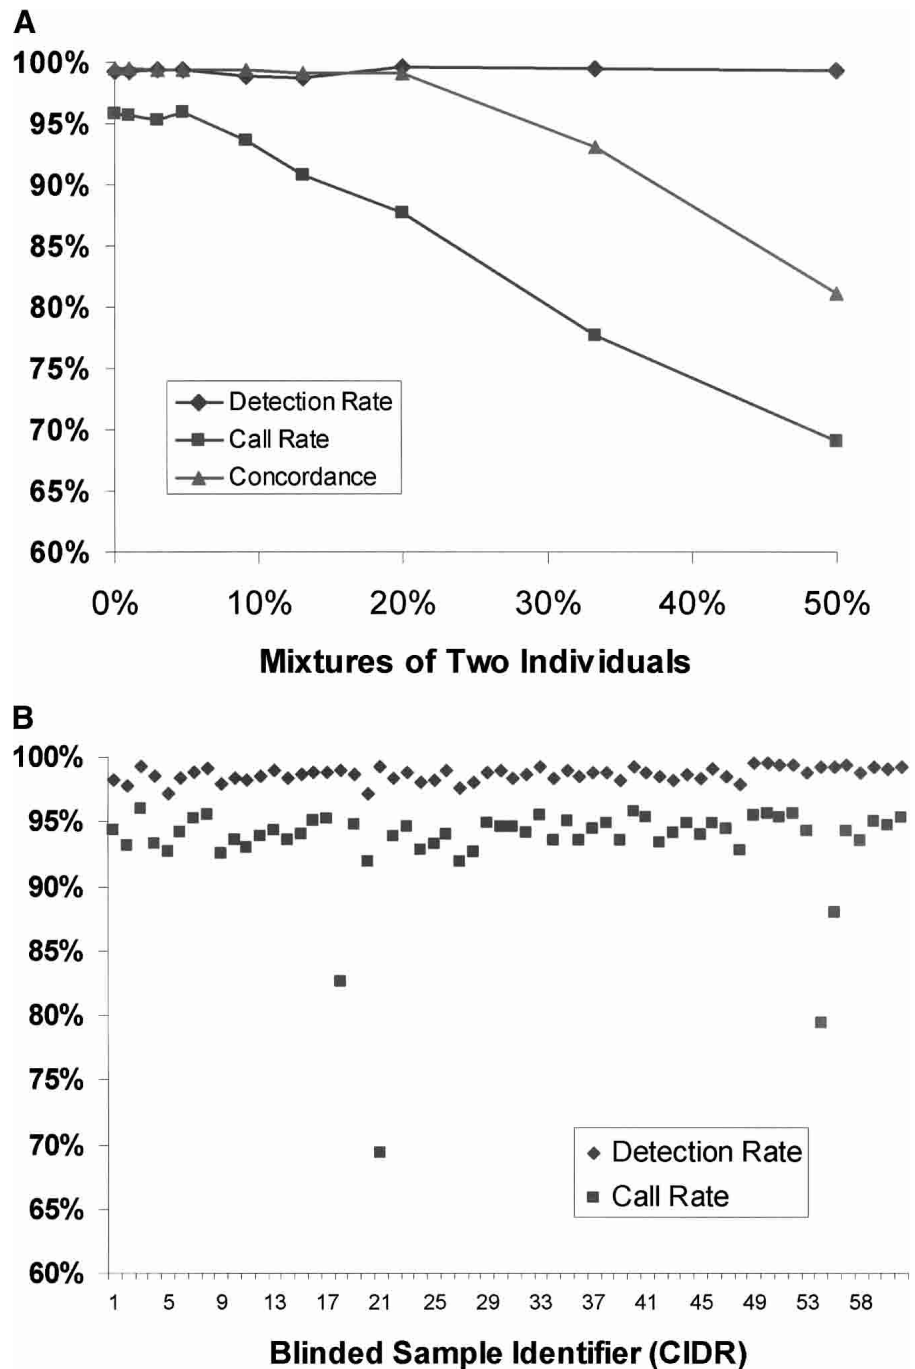 A
100%
95%
90%
85%
80%
75%
70%
65%
60%
Detection Rate
Call Rate
Concordance
0% 10% 20% 30% 40% 50%
Mixtures of Two Individuals
B
100%
95%
90%
85%
80%
75%
70%
65%
60%
Detection Rate
Call Rate
1 5 9 13 17 21 25 29 33 37 41 45 49 53 58
Blinded Sample Identifier (CIDR)